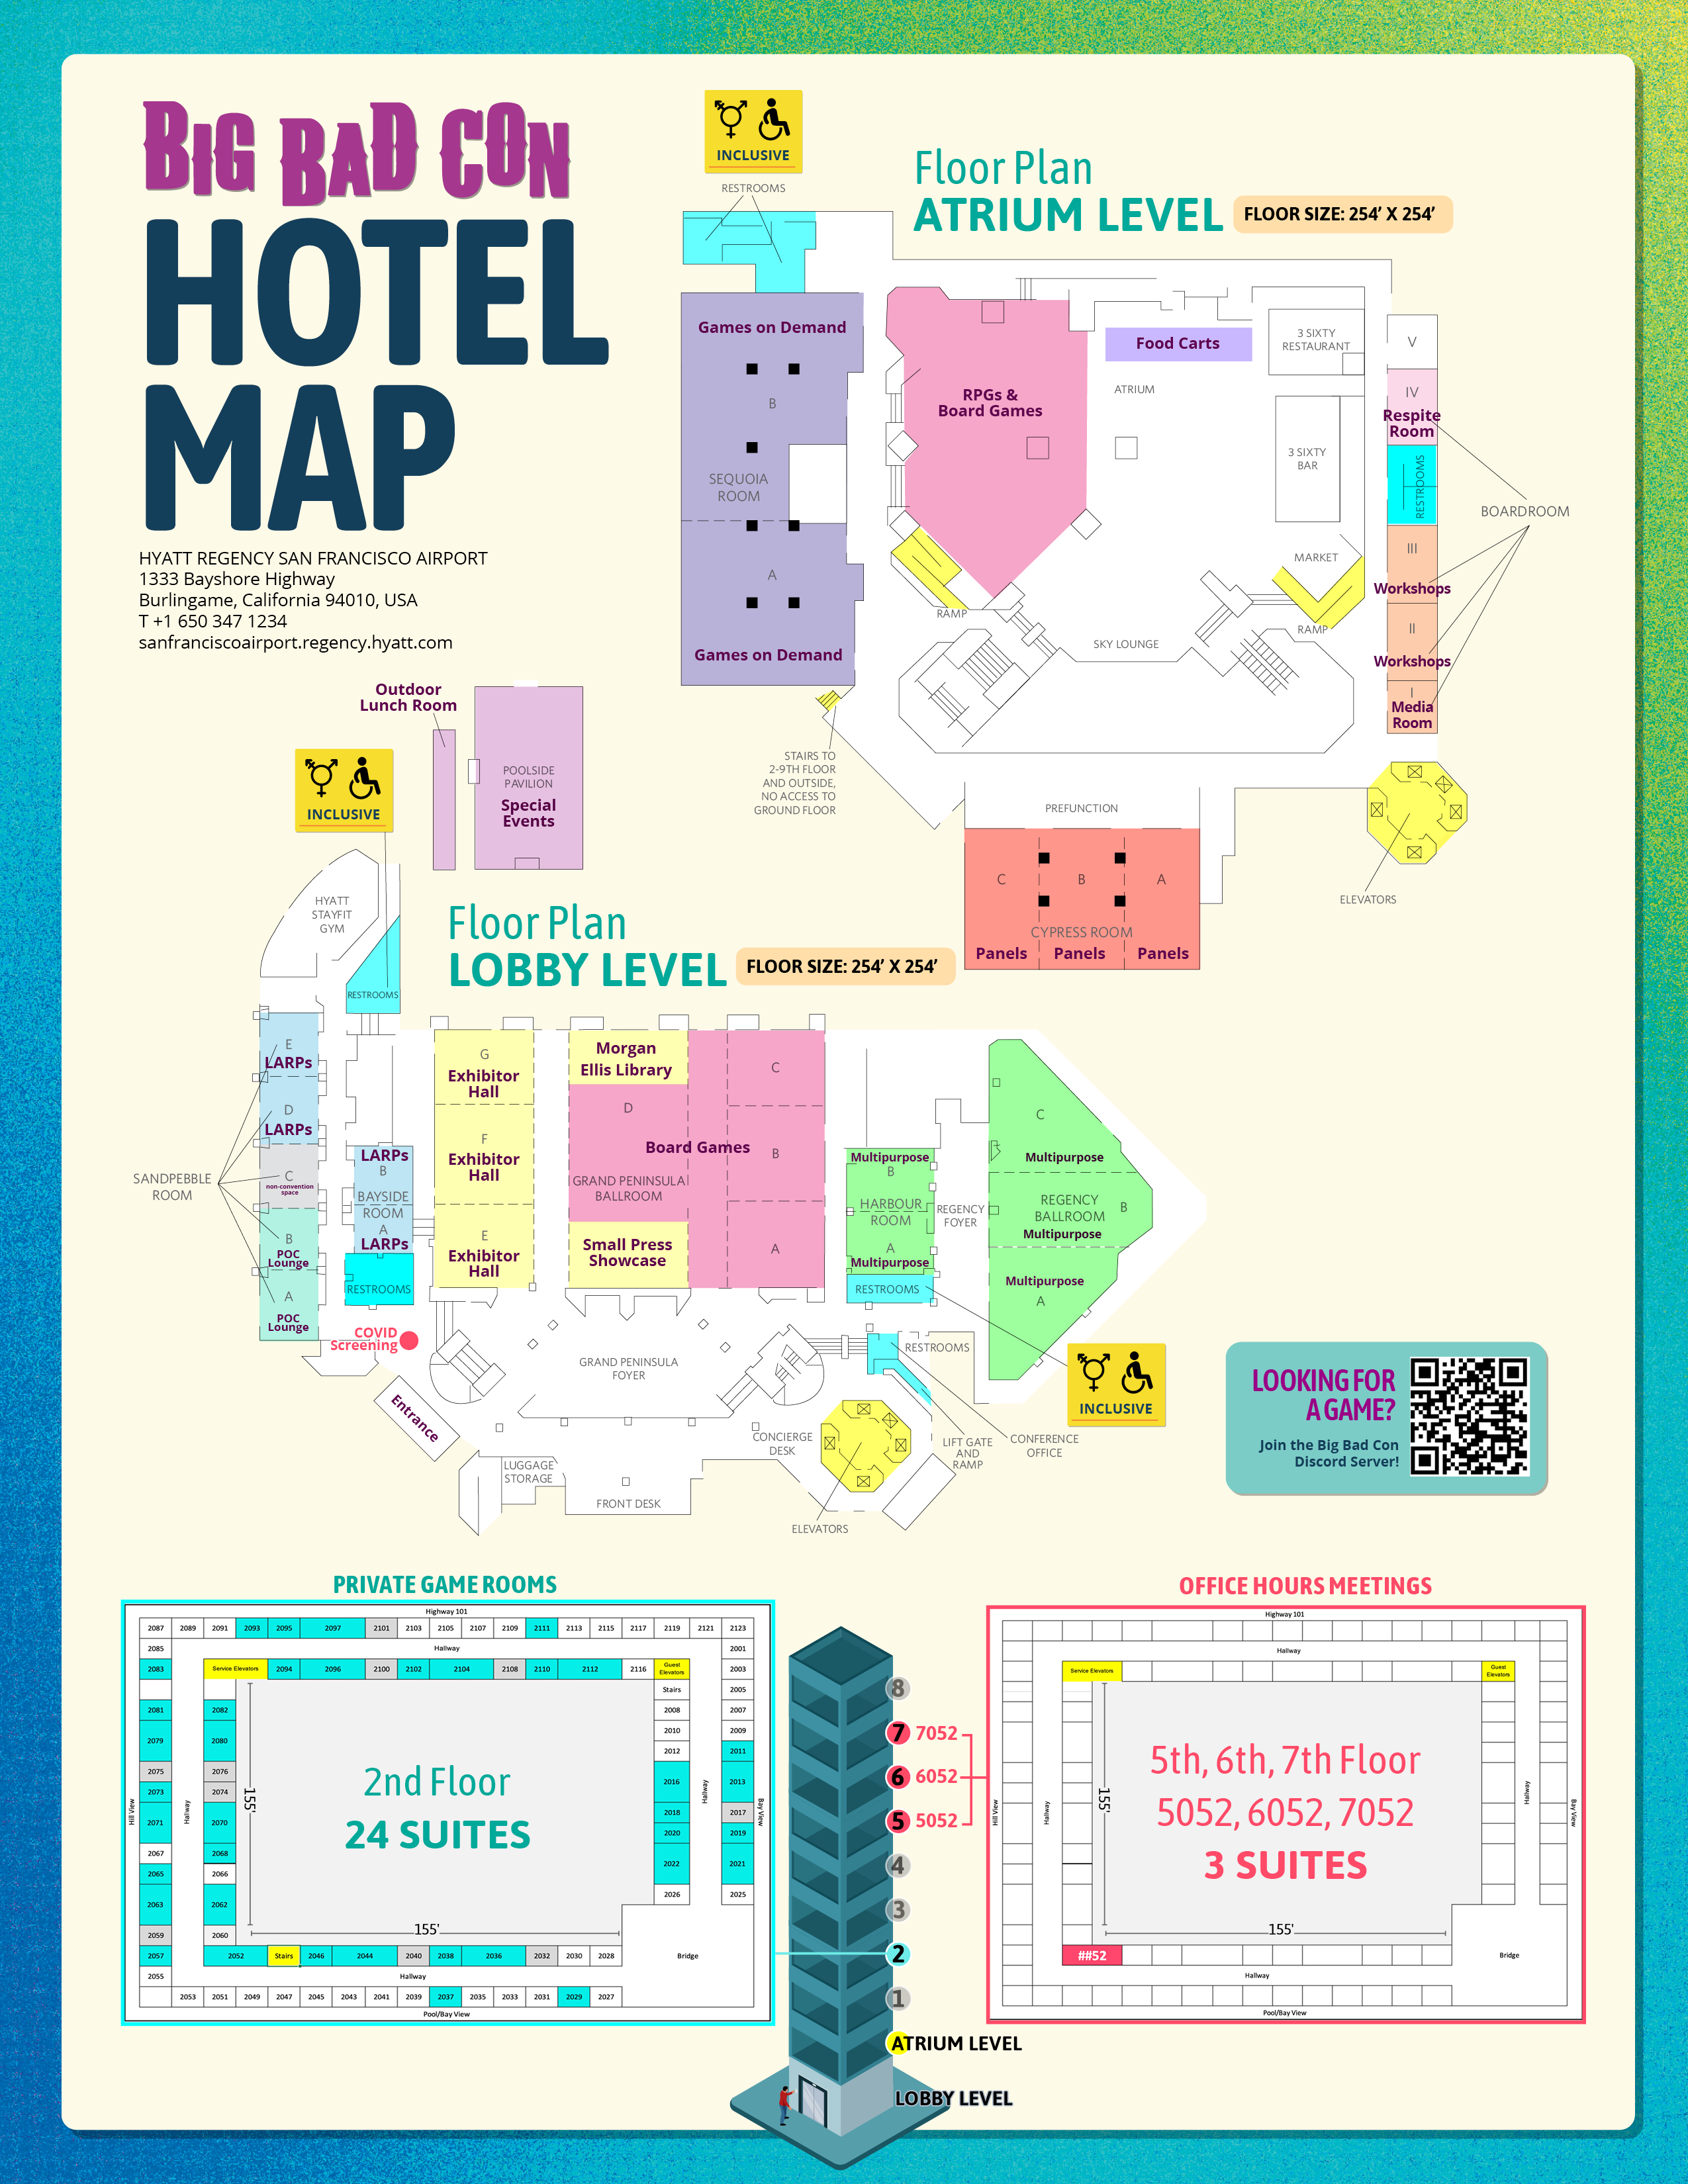 BIG BAD CON
HOTEL
MAP
HYATT REGENCY SAN FRANCISCO AIRPORT
1333 Bayshore Highway
Burlingame, California 94010, USA
T +1 650 347 1234
sanfranciscoairport.regency.hyatt.com
INCLUSIVE
RESTROOMS
Floor Plan
ATRIUM LEVEL
FLOOR SIZE: 254’ X 254’
Games on Demand
B
SEQUOIA
ROOM
A
Games on Demand
RPGs &
Board Games
Food Carts
ATRIUM
3 SIXTY
RESTAURANT
3 SIXTY
BAR
MARKET
RAMP
RAMP
SKY LOUNGE
V
IV
Respite
Room
RESTROOMS
BOARDROOM
III
Workshops
II
Workshops
I
Media
Room
STAIRS TO
2-9TH FLOOR
AND OUTSIDE,
NO ACCESS TO
GROUND FLOOR
PREFUNCTION
C
B
A
CYPRESS ROOM
Panels
Panels
Panels
ELEVATORS
Outdoor
Lunch Room
POOLSIDE
PAVILION
Special
Events
INCLUSIVE
HYATT
STAYFIT
GYM
RESTROOMS
Floor Plan
LOBBY LEVEL
FLOOR SIZE: 254’ X 254’
SANDPEBBLE
ROOM
E
LARPs
D
LARPs
C
non-convention
space
B
POC
Lounge
A
POC
Lounge
LARPs
B
BAYSIDE
ROOM
A
LARPs
RESTROOMS
COVID
Screening
Entrance
G
Exhibitor
Hall
F
Exhibitor
Hall
E
Exhibitor
Hall
Morgan
Ellis Library
D
Board Games
GRAND PENINSULA
BALLROOM
Small Press
Showcase
C
B
A
Multipurpose
B
HARBOUR
ROOM
A
Multipurpose
RESTROOMS
REGENCY
FOYER
C
Multipurpose
REGENCY
BALLROOM
B
Multipurpose
Multipurpose
A
INCLUSIVE
GRAND PENINSULA
FOYER
RESTROOMS
CONCIERGE
DESK
LIFT GATE
AND
RAMP
CONFERENCE
OFFICE
LUGGAGE
STORAGE
FRONT DESK
ELEVATORS
LOOKING FOR
A GAME?
Join the Big Bad Con
Discord Server!
PRIVATE GAME ROOMS
Highway 101
2087 2089 2091 2093 2095 2097 2101 2103 2105 2107 2109 2111 2113 2115 2117 2119 2121 2123
2085
Hallway
2001
2083
Service Elevators
2094 2096 2100 2102 2104 2108 2110 2112 2116
Guest
Elevators
2003
Stairs
2005
2081
2082
2008
2007
2079
2080
2010
2009
2012
2011
2075
2076
2073
2074
2016
2013
2071
2070
2018
2017
2067
2068
2020
2019
2065
2066
2022
2021
2063
2062
2026
2025
2059
2060
2057
2052
Stairs
2046 2044 2040 2038 2036 2032 2030 2028
Bridge
2055
Hallway
2053 2051 2049 2047 2045 2043 2041 2039 2037 2035 2033 2031 2029 2027
Pool/Bay View
Hill View
Hallway
155'
2nd Floor
24 SUITES
155'
Hallway
Bay View
8
7
7052
6
6052
5
5052
4
3
2
1
ATRIUM LEVEL
LOBBY LEVEL
OFFICE HOURS MEETINGS
Highway 101
Hallway
Service Elevators
Guest
Elevators
Hill View
Hallway
155'
5th, 6th, 7th Floor
5052, 6052, 7052
3 SUITES
155'
Hallway
Bay View
##52
Bridge
Hallway
Pool/Bay View